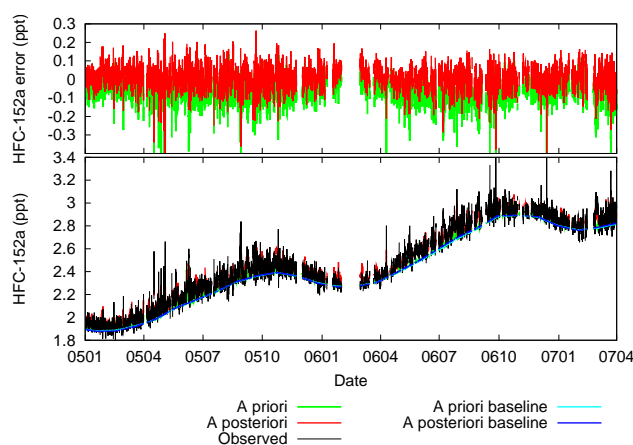 HFC-152a error (ppt)
0.3
0.2
0.1
0
-0.1
-0.2
-0.3
HFC-152a (ppt)
3.4
3.2
3
2.8
2.6
2.4
2.2
2
1.8
0501 0504 0507 0510 0601 0604 0607 0610 0701 0704
Date
A priori A priori baseline
A posteriori A posteriori baseline
Observed